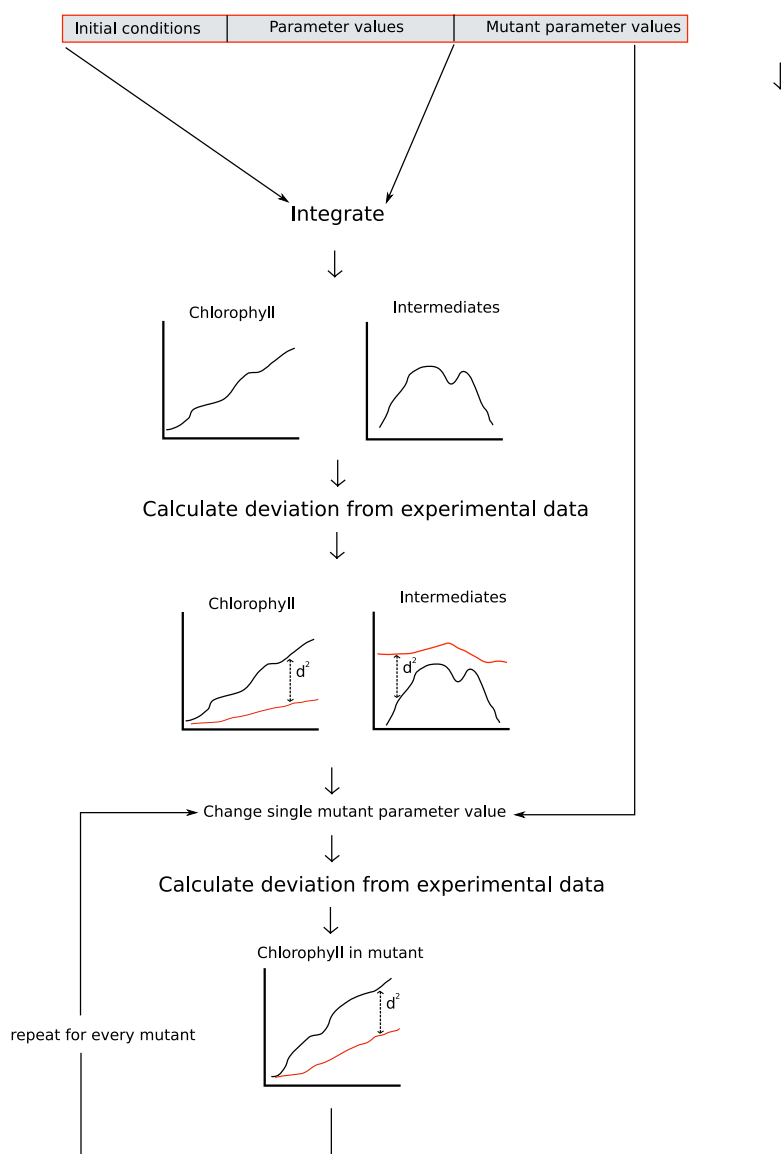 Initial conditions Parameter values Mutant parameter values
Integrate
Chlorophyll Intermediates
Calculate deviation from experimental data
Chlorophyll Intermediates
d² d²
Change single mutant parameter value
Calculate deviation from experimental data
Chlorophyll in mutant
d²
repeat for every mutant